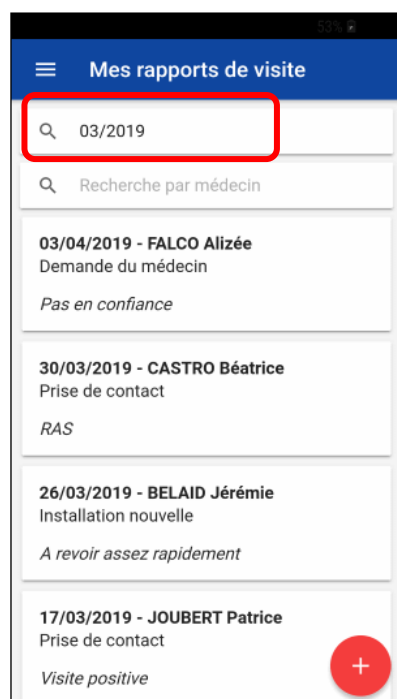 53%
Mes rapports de visite
03/2019
Recherche par médecin
03/04/2019 - FALCO Alizée
Demande du médecin
Pas en confiance
30/03/2019 - CASTRO Béatrice
Prise de contact
RAS
26/03/2019 - BELAID Jérémie
Installation nouvelle
A revoir assez rapidement
17/03/2019 - JOUBERT Patrice
Prise de contact
Visite positive
+